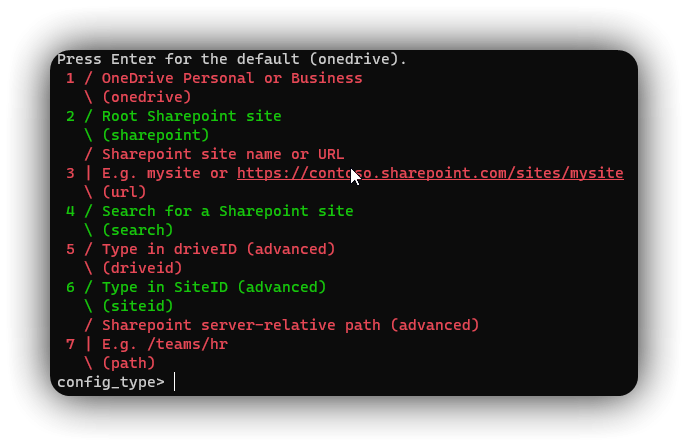 Press Enter for the default (onedrive).
 1 / OneDrive Personal or Business
   \ (onedrive)
 2 / Root Sharepoint site
   \ (sharepoint)
   / Sharepoint site name or URL
 3 | E.g. mysite or https://contoso.sharepoint.com/sites/mysite
   \ (url)
 4 / Search for a Sharepoint site
   \ (search)
 5 / Type in driveID (advanced)
   \ (driveid)
 6 / Type in SiteID (advanced)
   \ (siteid)
   / Sharepoint server-relative path (advanced)
 7 | E.g. /teams/hr
   \ (path)
config_type>